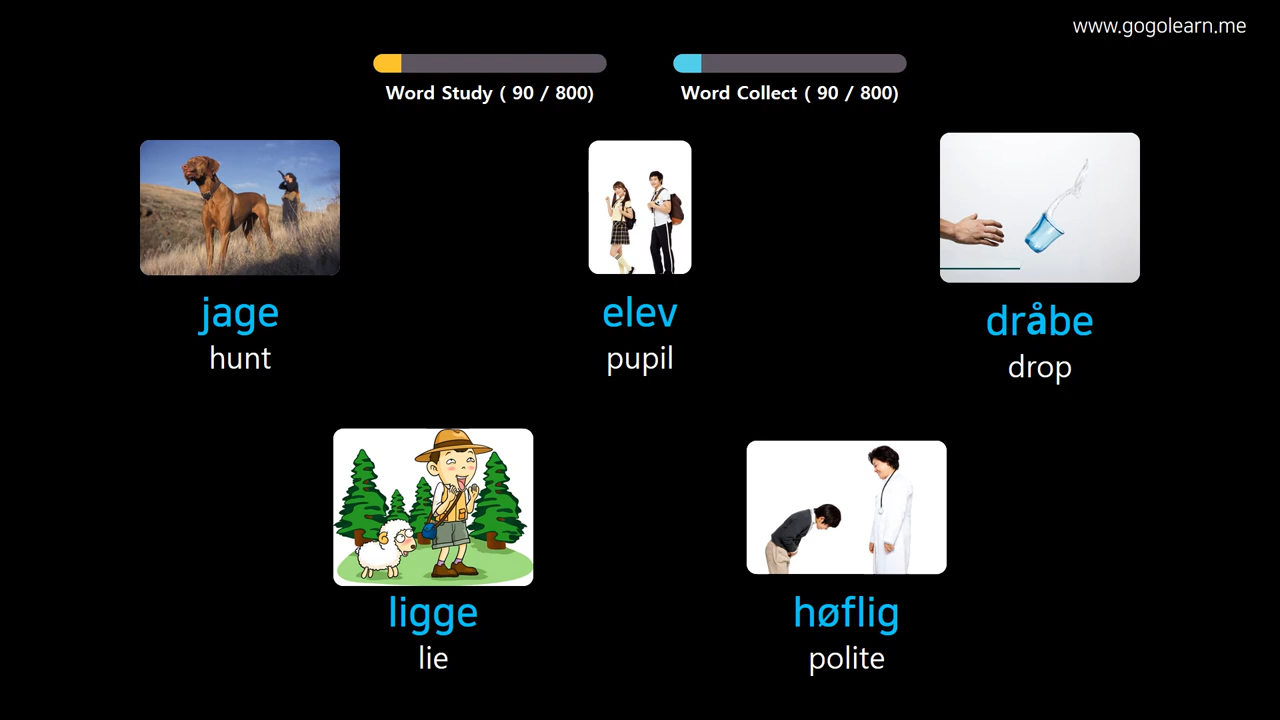 www.gogolearn.me
Word Study ( 90 / 800)
Word Collect ( 90 / 800)
jage
hunt
elev
pupil
dråbe
drop
ligge
lie
høflig
polite